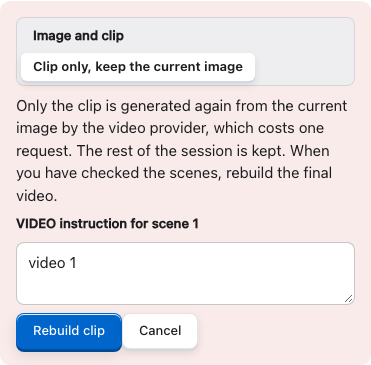 Image and clip
Clip only, keep the current image
Only the clip is generated again from the current
image by the video provider, which costs one
request. The rest of the session is kept. When
you have checked the scenes, rebuild the final
video.
VIDEO instruction for scene 1
video 1
Rebuild clip
Cancel